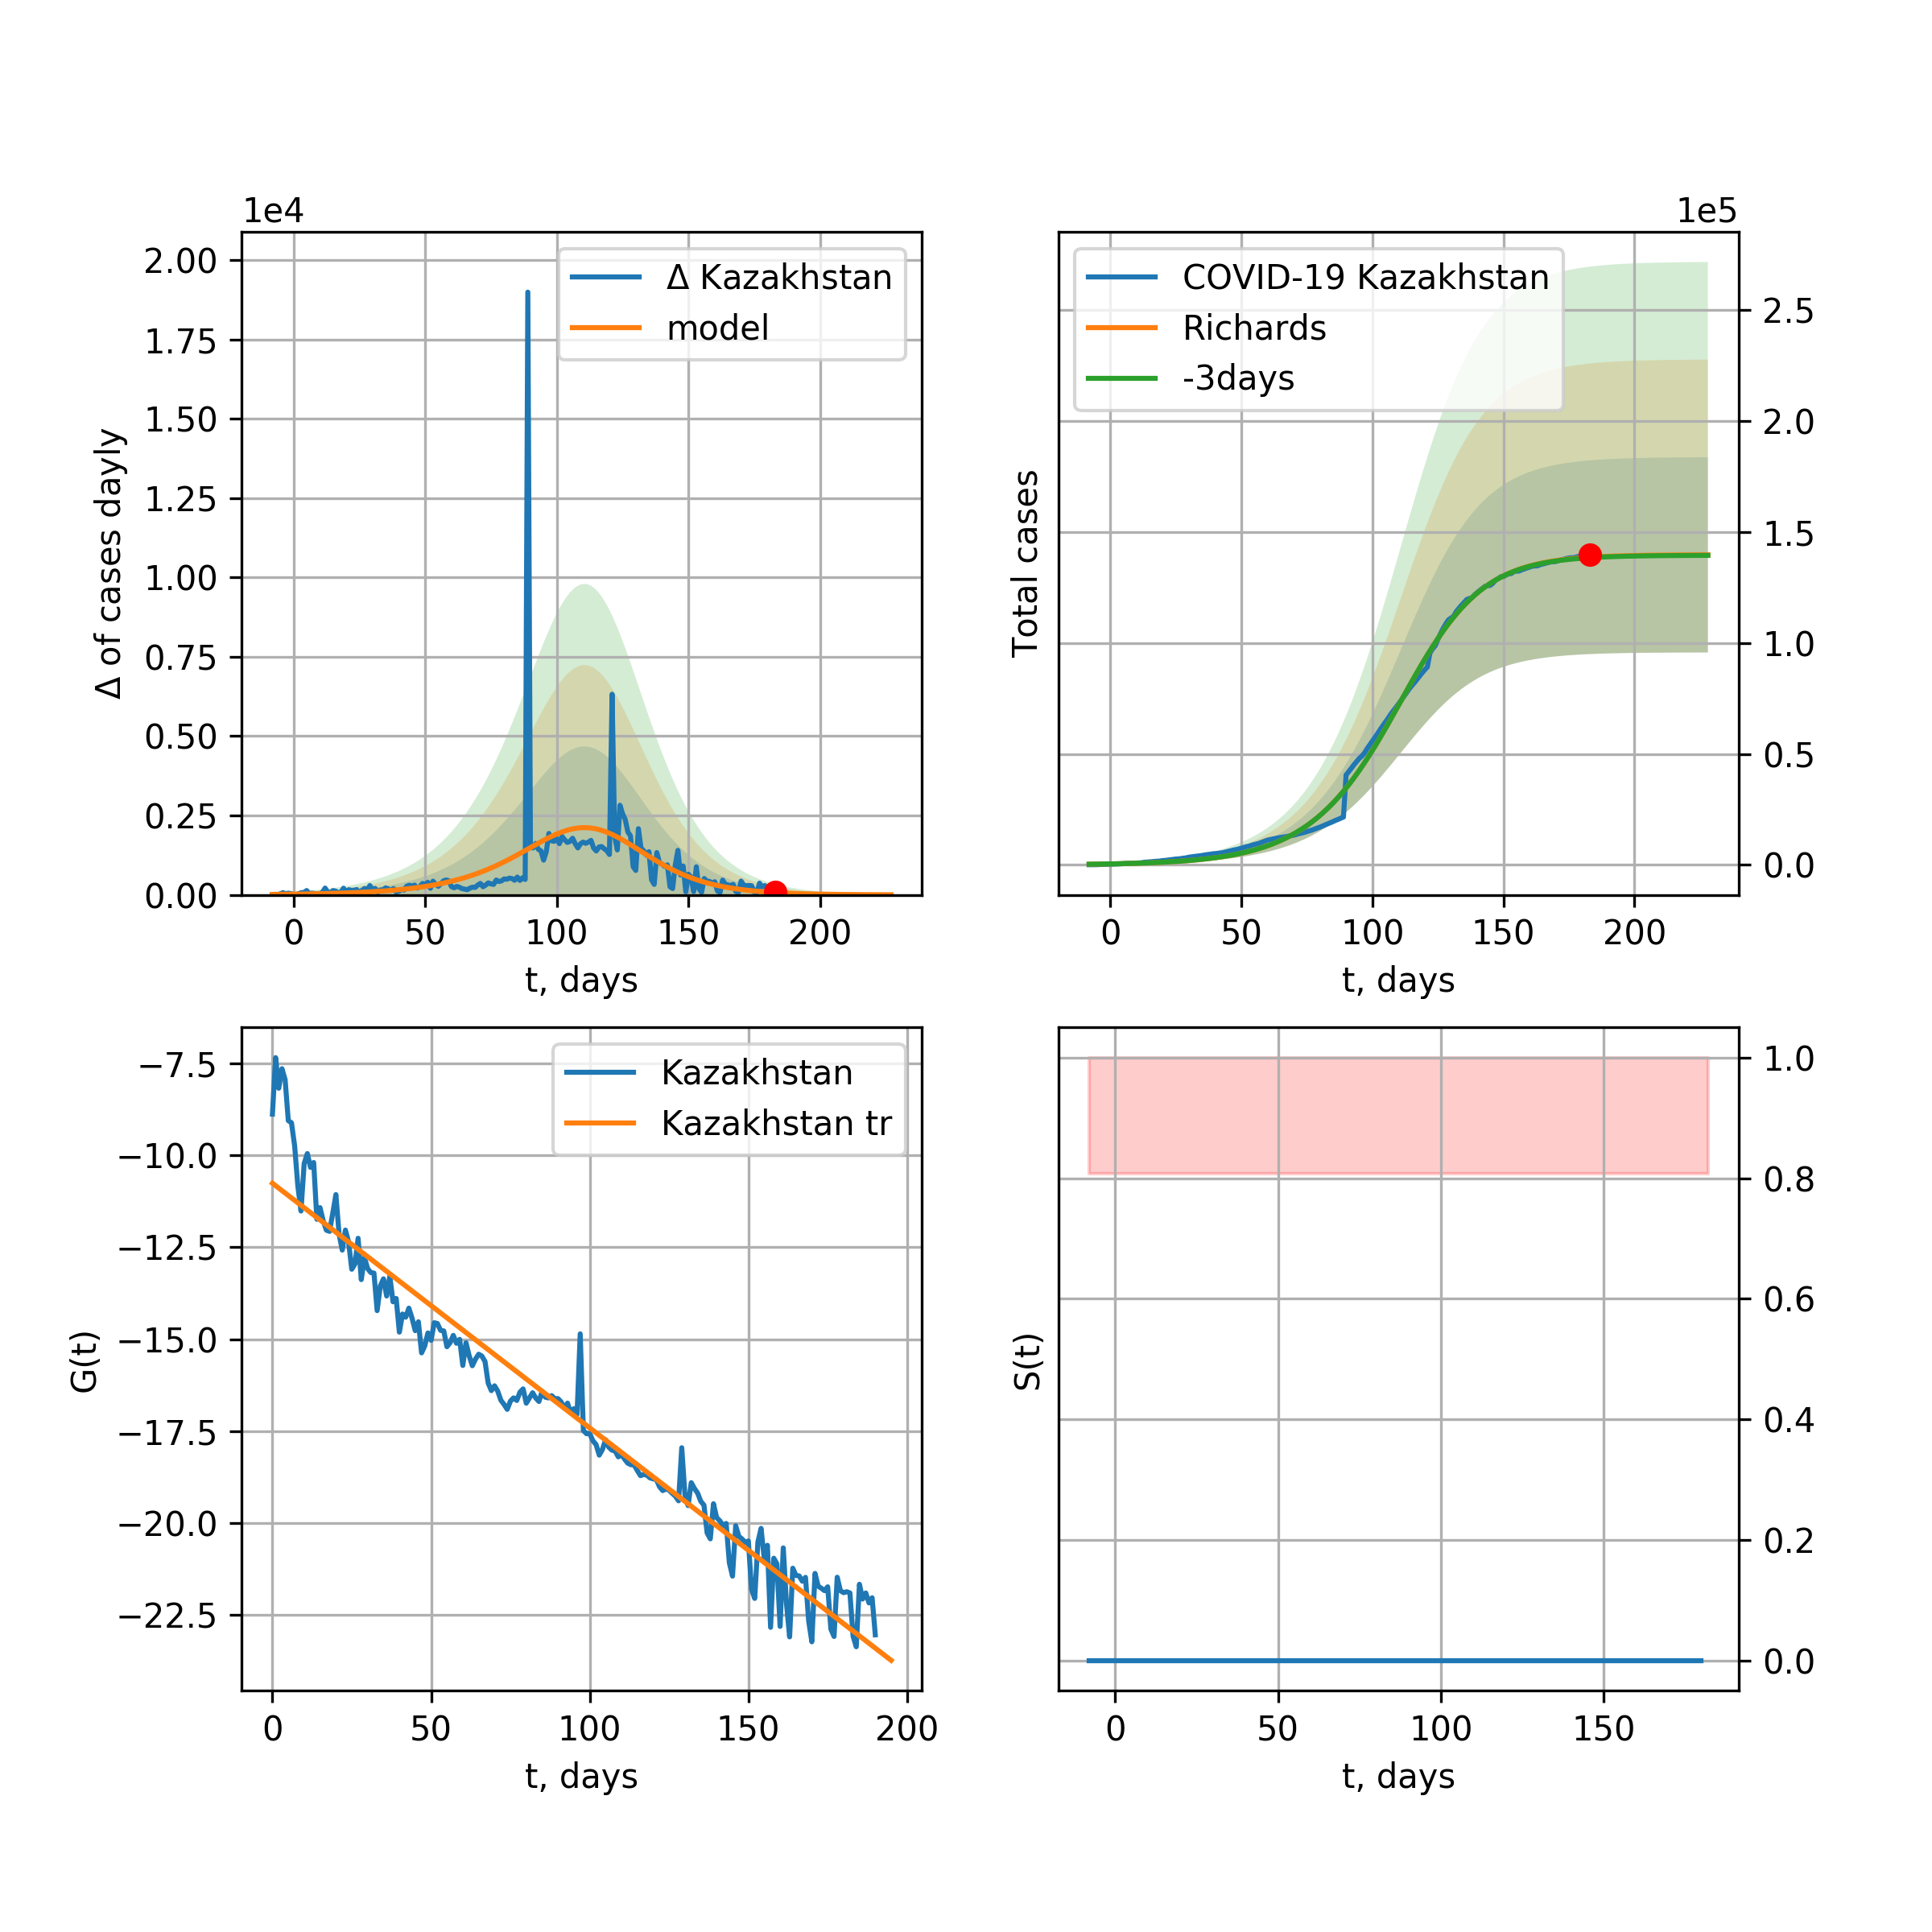 1e4
2.00
1.75
1.50
1.25
1.00
0.75
0.50
0.25
0.00
Δ of cases dayly
Δ Kazakhstan
model
0 50 100 150 200
t, days
1e5
COVID-19 Kazakhstan
Richards
-3days
Total cases
2.5
2.0
1.5
1.0
0.5
0.0
0 50 100 150 200
t, days
−7.5
−10.0
−12.5
−15.0
−17.5
−20.0
−22.5
G(t)
Kazakhstan
Kazakhstan tr
0 50 100 150 200
t, days
S(t)
1.0
0.8
0.6
0.4
0.2
0.0
0 50 100 150
t, days